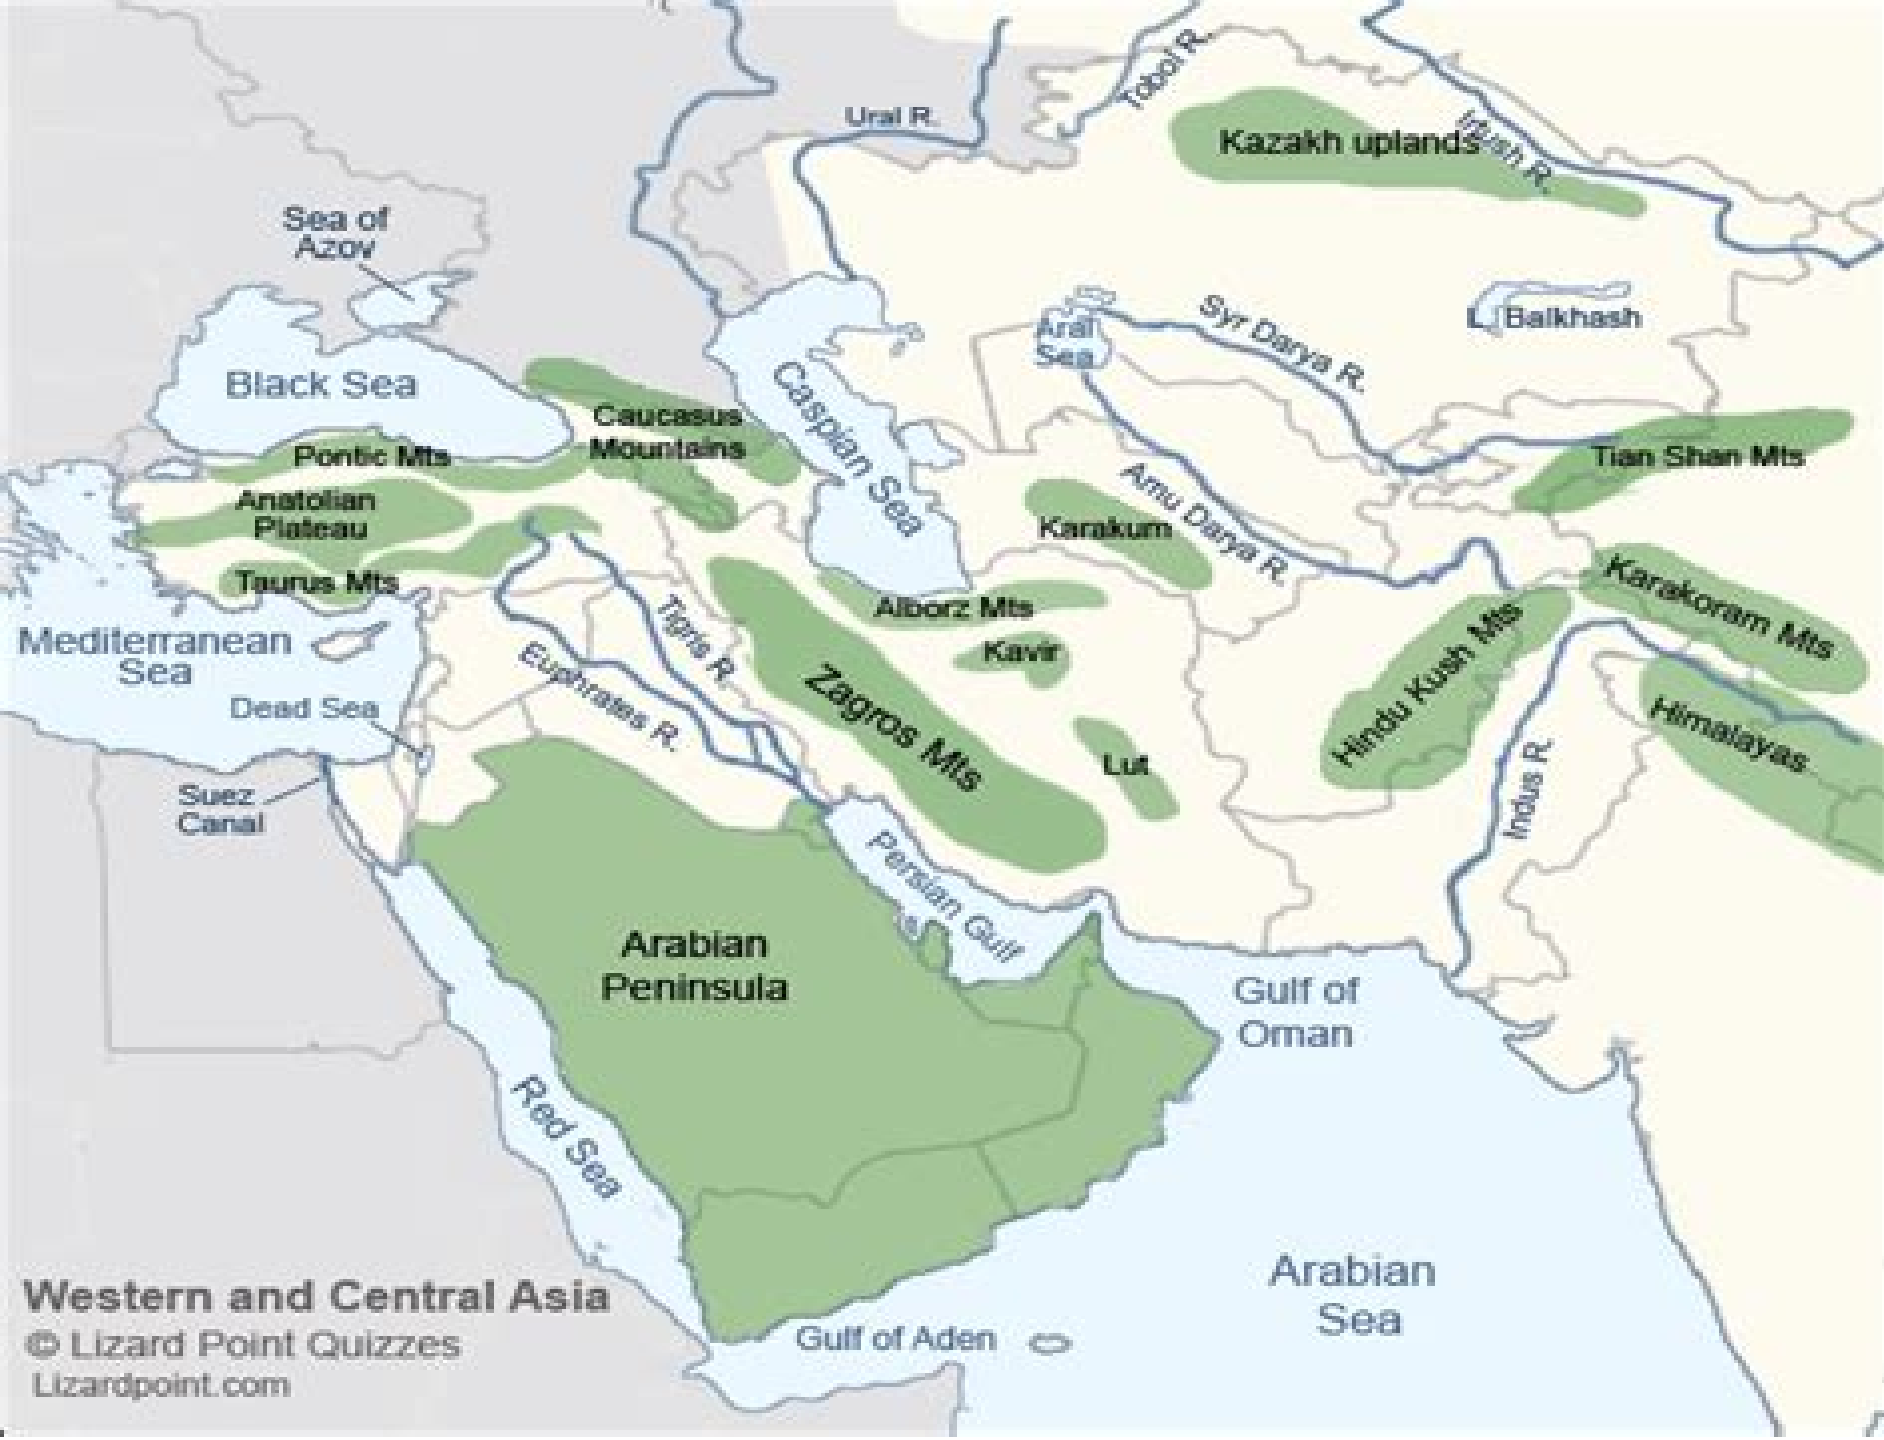 Tobol R.
Ural R.
Kazakh uplands
Irtush R.
Sea of
Azov
Syr Darya R.
L. Balkhash
Aral
Sea
Black Sea
Caspian Sea
Caucasus
Mountains
Pontic Mts
Tian Shan Mts
Anatolian
Plateau
Amu Darya R.
Karakum
Taurus Mts
Alborz Mts
Karakoram Mts
Mediterranean
Sea
Tigris R.
Kavir
Euphrates R.
Zagros Mts
Hindu Kush Mts
Dead Sea
Himalayas
Lut
Indus R.
Suez
Canal
Persian Gulf
Arabian
Peninsula
Gulf of
Oman
Red Sea
Arabian
Sea
Western and Central Asia
© Lizard Point Quizzes
Lizardpoint.com
Gulf of Aden